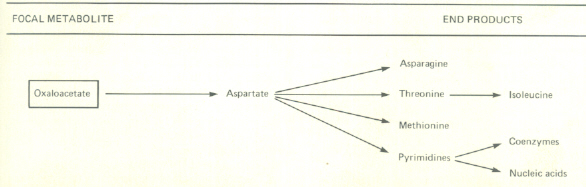 FOCAL METABOLITE END PRODUCTS
Asparagine
Oxaloacetate Aspartate Threonine Isoleucine
Methionine
Coenzymes
Pyrimidines
Nucleic acids